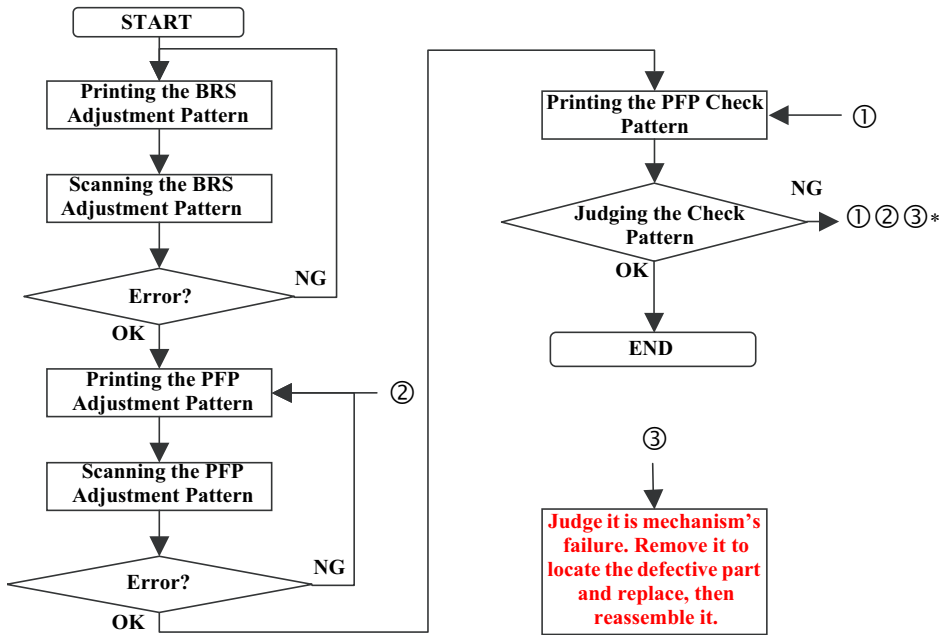 START
Printing the BRS
Adjustment Pattern
Scanning the BRS
Adjustment Pattern
Error?
NG
OK
Printing the PFP
Adjustment Pattern
②
Scanning the PFP
Adjustment Pattern
Error?
NG
OK
Printing the PFP Check
Pattern
①
Judging the Check
Pattern
NG
①②③*
OK
END
③
Judge it is mechanism’s
failure. Remove it to
locate the defective part
and replace, then
reassemble it.